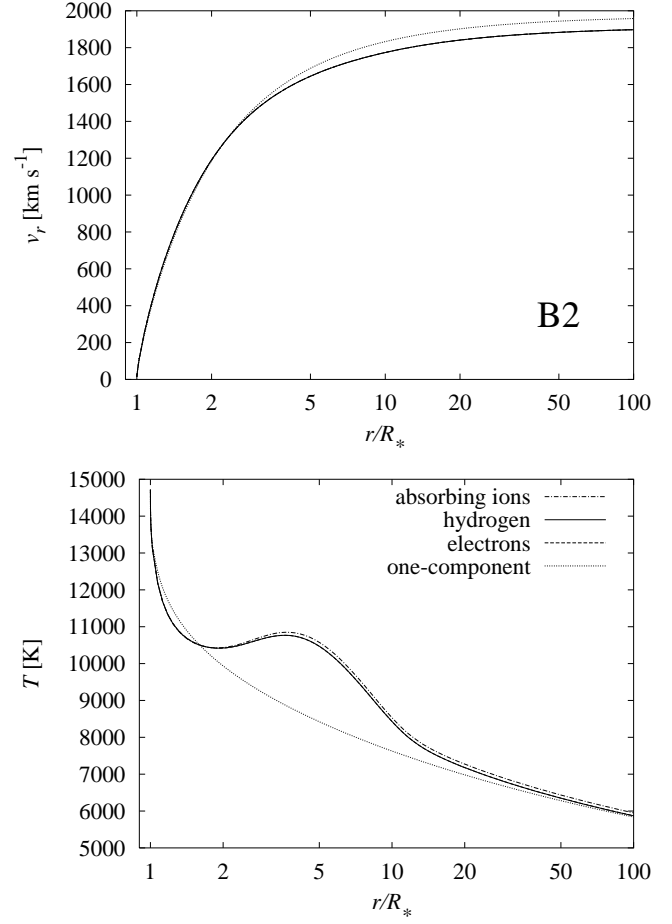 2000
1800
1600
1400
1200
1000
800
600
400
200
0
v_r [km s⁻¹]
B2
1 2 5 10 20 50 100
r/R_*
15000
14000
13000
12000
11000
10000
9000
8000
7000
6000
5000
T [K]
absorbing ions
hydrogen
electrons
one-component
1 2 5 10 20 50 100
r/R_*